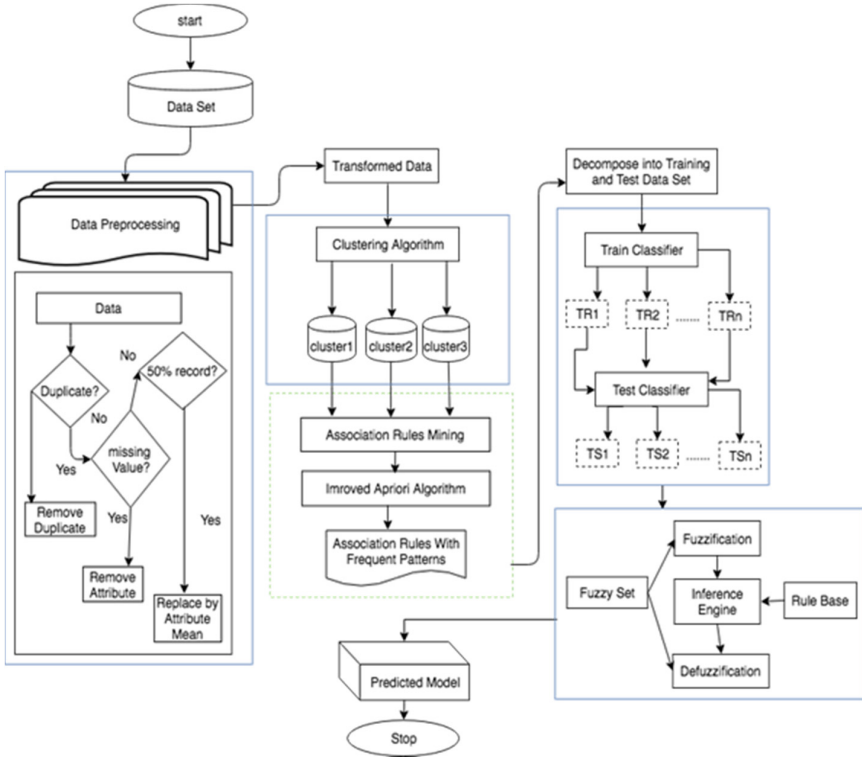 start
Data Set
Data Preprocessing
Data
Duplicate?
No
Yes
missing
Value?
No
50% record?
Yes
Yes
Remove
Duplicate
Remove
Attribute
Replace by
Attribute
Mean
Transformed Data
Clustering Algorithm
cluster1
cluster2
cluster3
Association Rules Mining
Imroved Apriori Algorithm
Association Rules With
Frequent Patterns
Decompose into Training
and Test Data Set
Train Classifier
TR1
TR2
.......
TRn
Test Classifier
TS1
TS2
.......
TSn
Fuzzification
Fuzzy Set
Inference
Engine
Rule Base
Defuzzification
Predicted Model
Stop